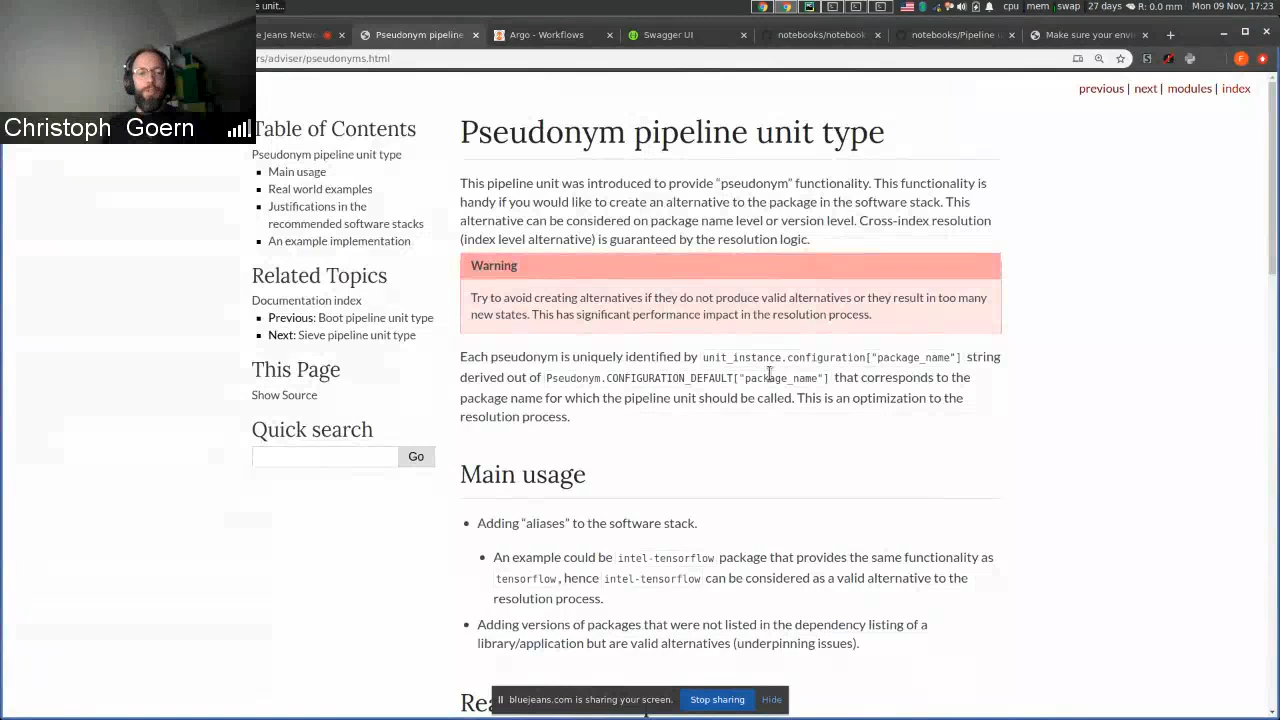 e unit...
27 days
R: 0.0 mm
cpu
mem
swap
Mon 09 Nov, 17:23
e Jeans Netw
Pseudonym pipeline
Argo - Workflows
Swagger UI
notebooks/notebook
notebooks/Pipeline u
Make sure your envi
rs/adviser/pseudonyms.html
Christoph Goern
previous | next | modules | index
Table of Contents
Pseudonym pipeline unit type
Main usage
Real world examples
Justifications in the
recommended software stacks
An example implementation
Related Topics
Documentation index
Previous: Boot pipeline unit type
Next: Sieve pipeline unit type
This Page
Show Source
Quick search
Go
Pseudonym pipeline unit type
This pipeline unit was introduced to provide “pseudonym” functionality. This functionality is
handy if you would like to create an alternative to the package in the software stack. This
alternative can be considered on package name level or version level. Cross-index resolution
(index level alternative) is guaranteed by the resolution logic.
Warning
Try to avoid creating alternatives if they do not produce valid alternatives or they result in too many
new states. This has significant performance impact in the resolution process.
Each pseudonym is uniquely identified by unit_instance.configuration["package_name"] string
derived out of Pseudonym.CONFIGURATION_DEFAULT["package_name"] that corresponds to the
package name for which the pipeline unit should be called. This is an optimization to the
resolution process.
Main usage
Adding “aliases” to the software stack.
An example could be intel-tensorflow package that provides the same functionality as
tensorflow, hence intel-tensorflow can be considered as a valid alternative to the
resolution process.
Adding versions of packages that were not listed in the dependency listing of a
library/application but are valid alternatives (underpinning issues).
bluejeans.com is sharing your screen.
Stop sharing
Hide